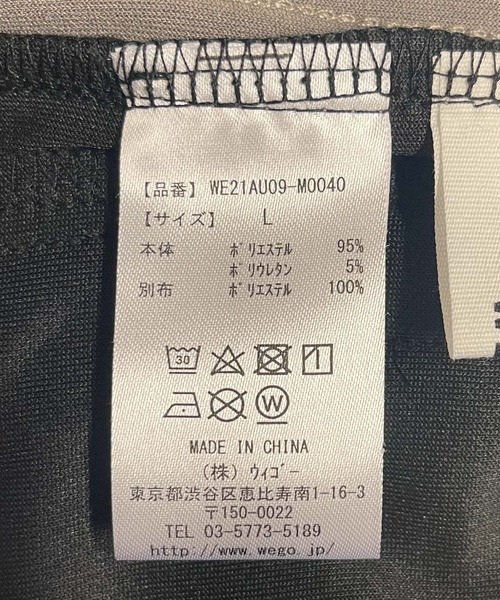 【品番】 WE21AU09-M0040
【サイズ】 L
本体 ポリエステル 95%
ポリウレタン 5%
別布 ポリエステル 100%
30
W
MADE IN CHINA
(株) ウィゴー
東京都渋谷区恵比寿南1-16-3
〒150-0022
TEL 03-5773-5189
http://www.wego.jp/